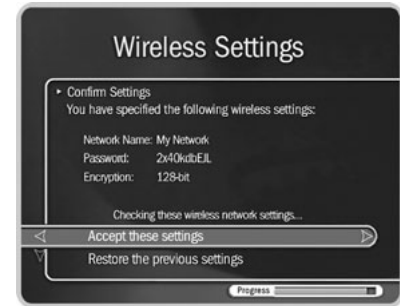 Wireless Settings
Confirm Settings
You have specified the following wireless settings:
Network Name: My Network
Password: 2x40kdbEJL
Encryption: 128-bit
Checking these wireless network settings...
Accept these settings
Restore the previous settings
Progress